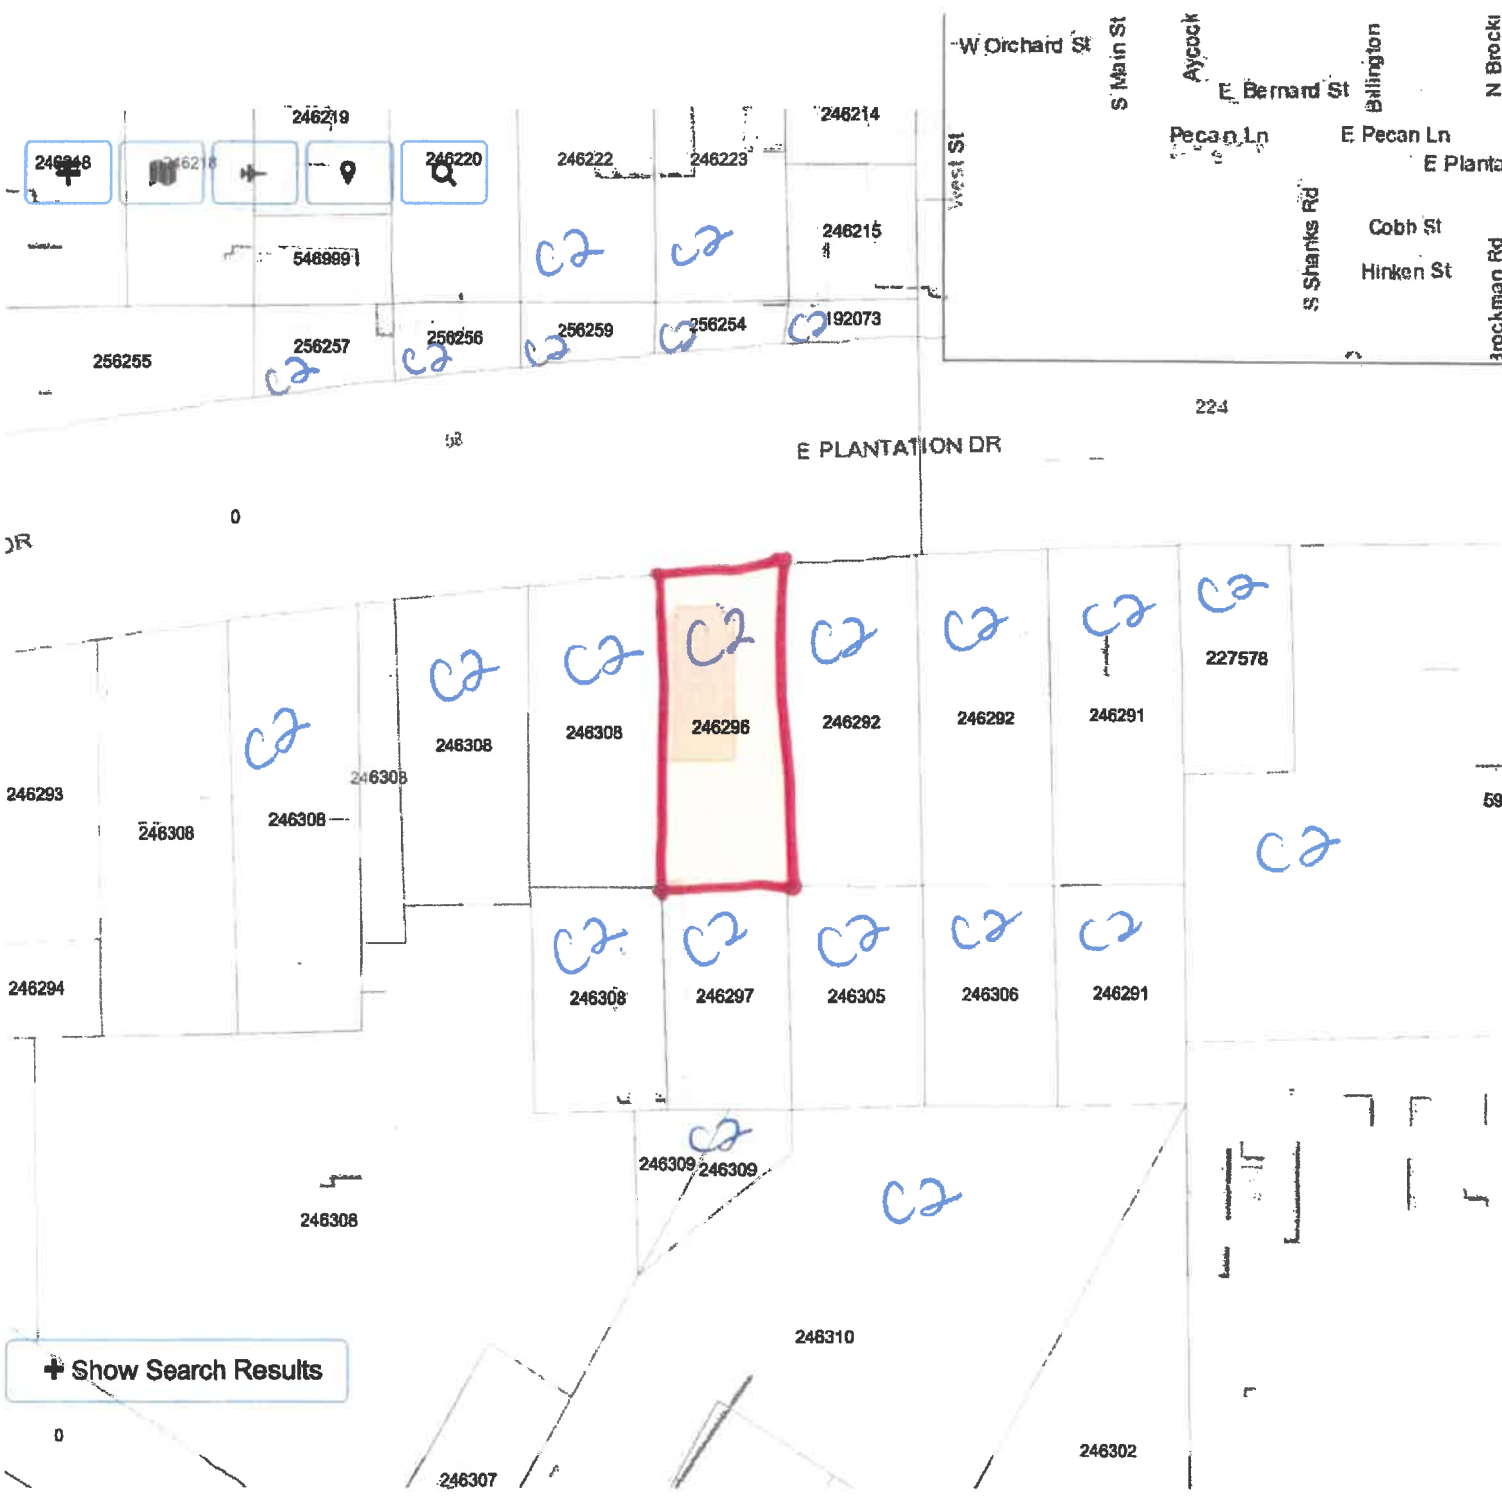 W Orchard St
S Main St
Aycock
E Bernard St
Billington
N Brocki
Pecan Ln
E Pecan Ln
E Planta
West St
S Shanks Rd
Cobb St
Hinken St
Brockman Rd
246219
246214
246218
246218
246220
246222
246223
C2
C2
246215
546999
256255
256257
C2
256256
C2
256259
C2
256254
C2
192073
C2
224
E PLANTATION DR
0
DR
C2
C2
C2
C2
C2
C2
C2
C2
227578
246293
246308
246308
246308
246308
246308
246296
246292
246292
246291
59
C2
C2
C2
C2
C2
C2
246294
246308
246297
246305
246306
246291
C2
246309
246309
C2
246308
246310
+ Show Search Results
0
246307
246302